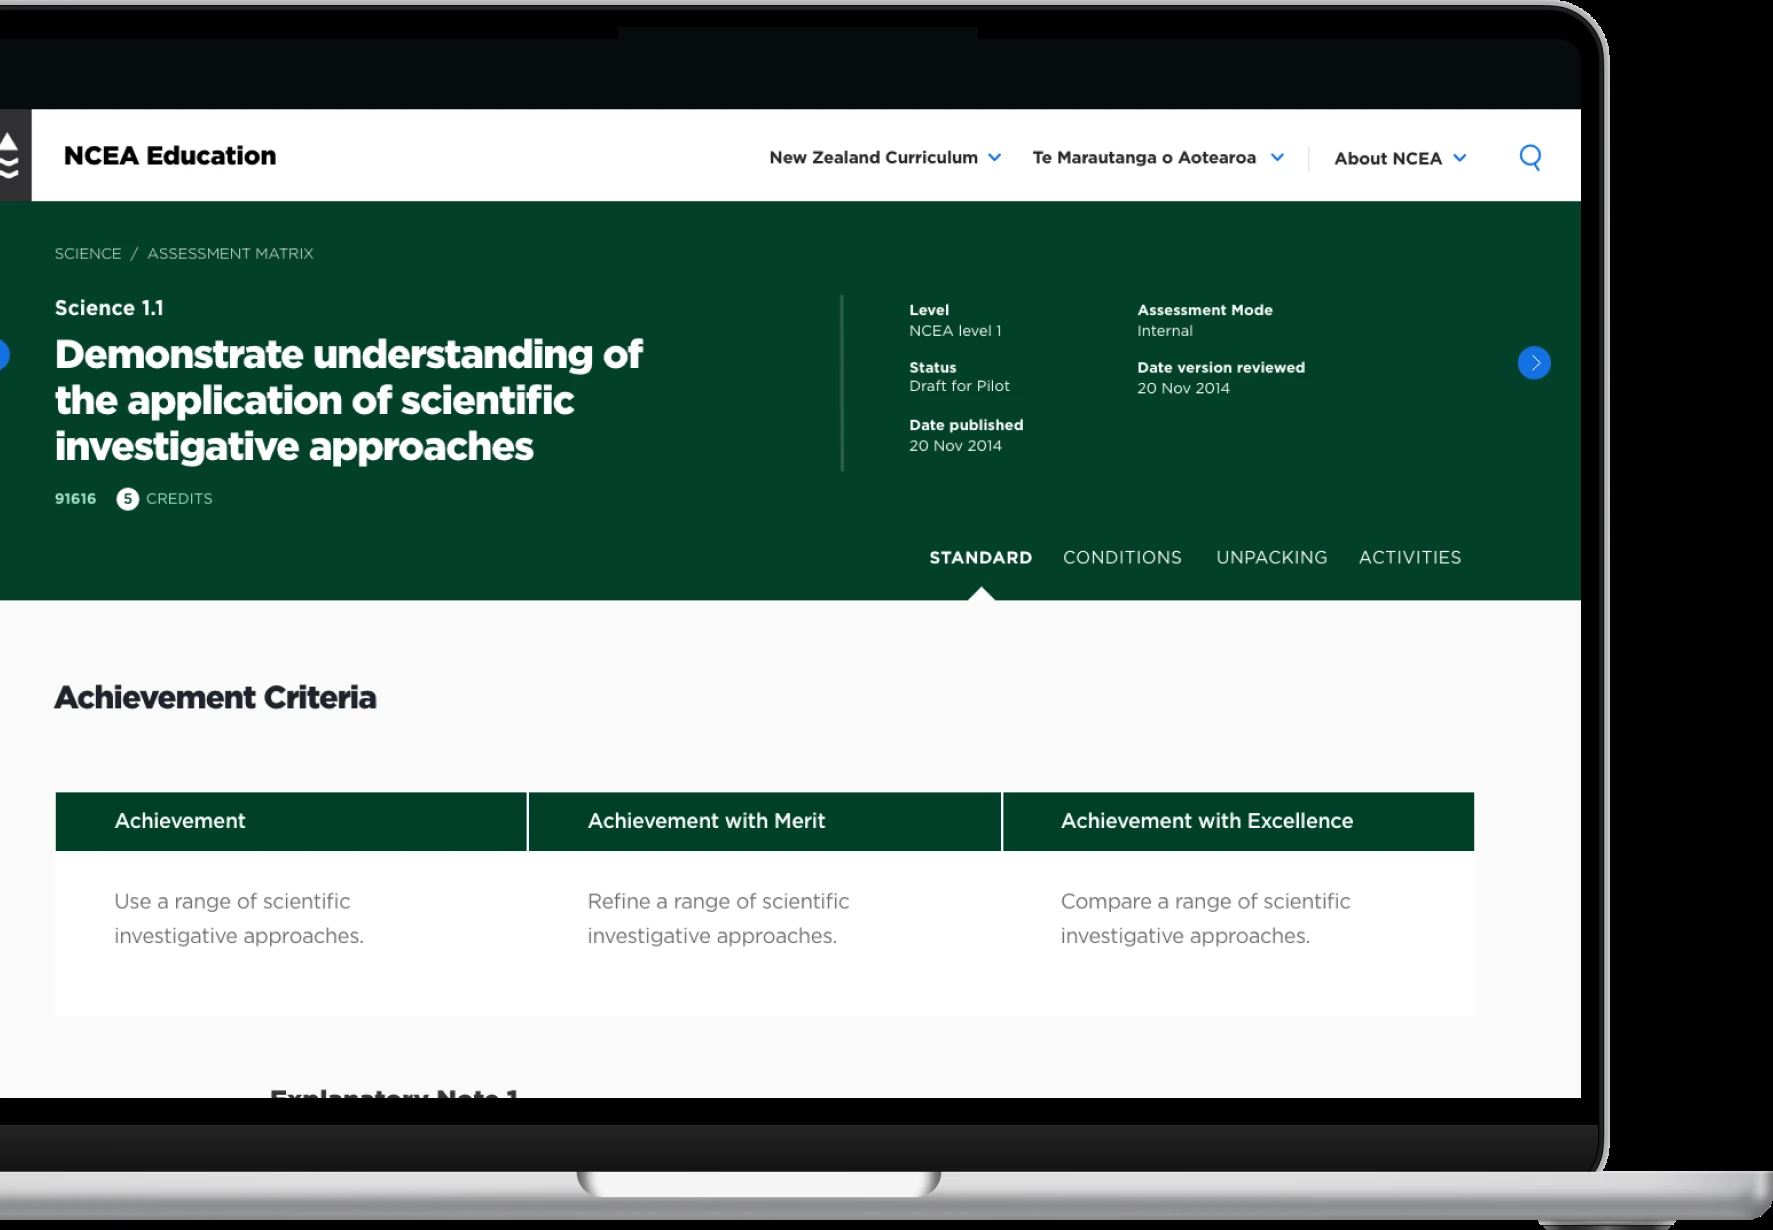 NCEA Education
New Zealand Curriculum
Te Marautanga o Aotearoa
About NCEA
SCIENCE / ASSESSMENT MATRIX
Science 1.1
Demonstrate understanding of
the application of scientific
investigative approaches
91616 5 CREDITS
Level
NCEA level 1
Status
Draft for Pilot
Date published
20 Nov 2014
Assessment Mode
Internal
Date version reviewed
20 Nov 2014
STANDARD
CONDITIONS
UNPACKING
ACTIVITIES
Achievement Criteria
Achievement
Achievement with Merit
Achievement with Excellence
Use a range of scientific
investigative approaches.
Refine a range of scientific
investigative approaches.
Compare a range of scientific
investigative approaches.
Explanatory Note 1